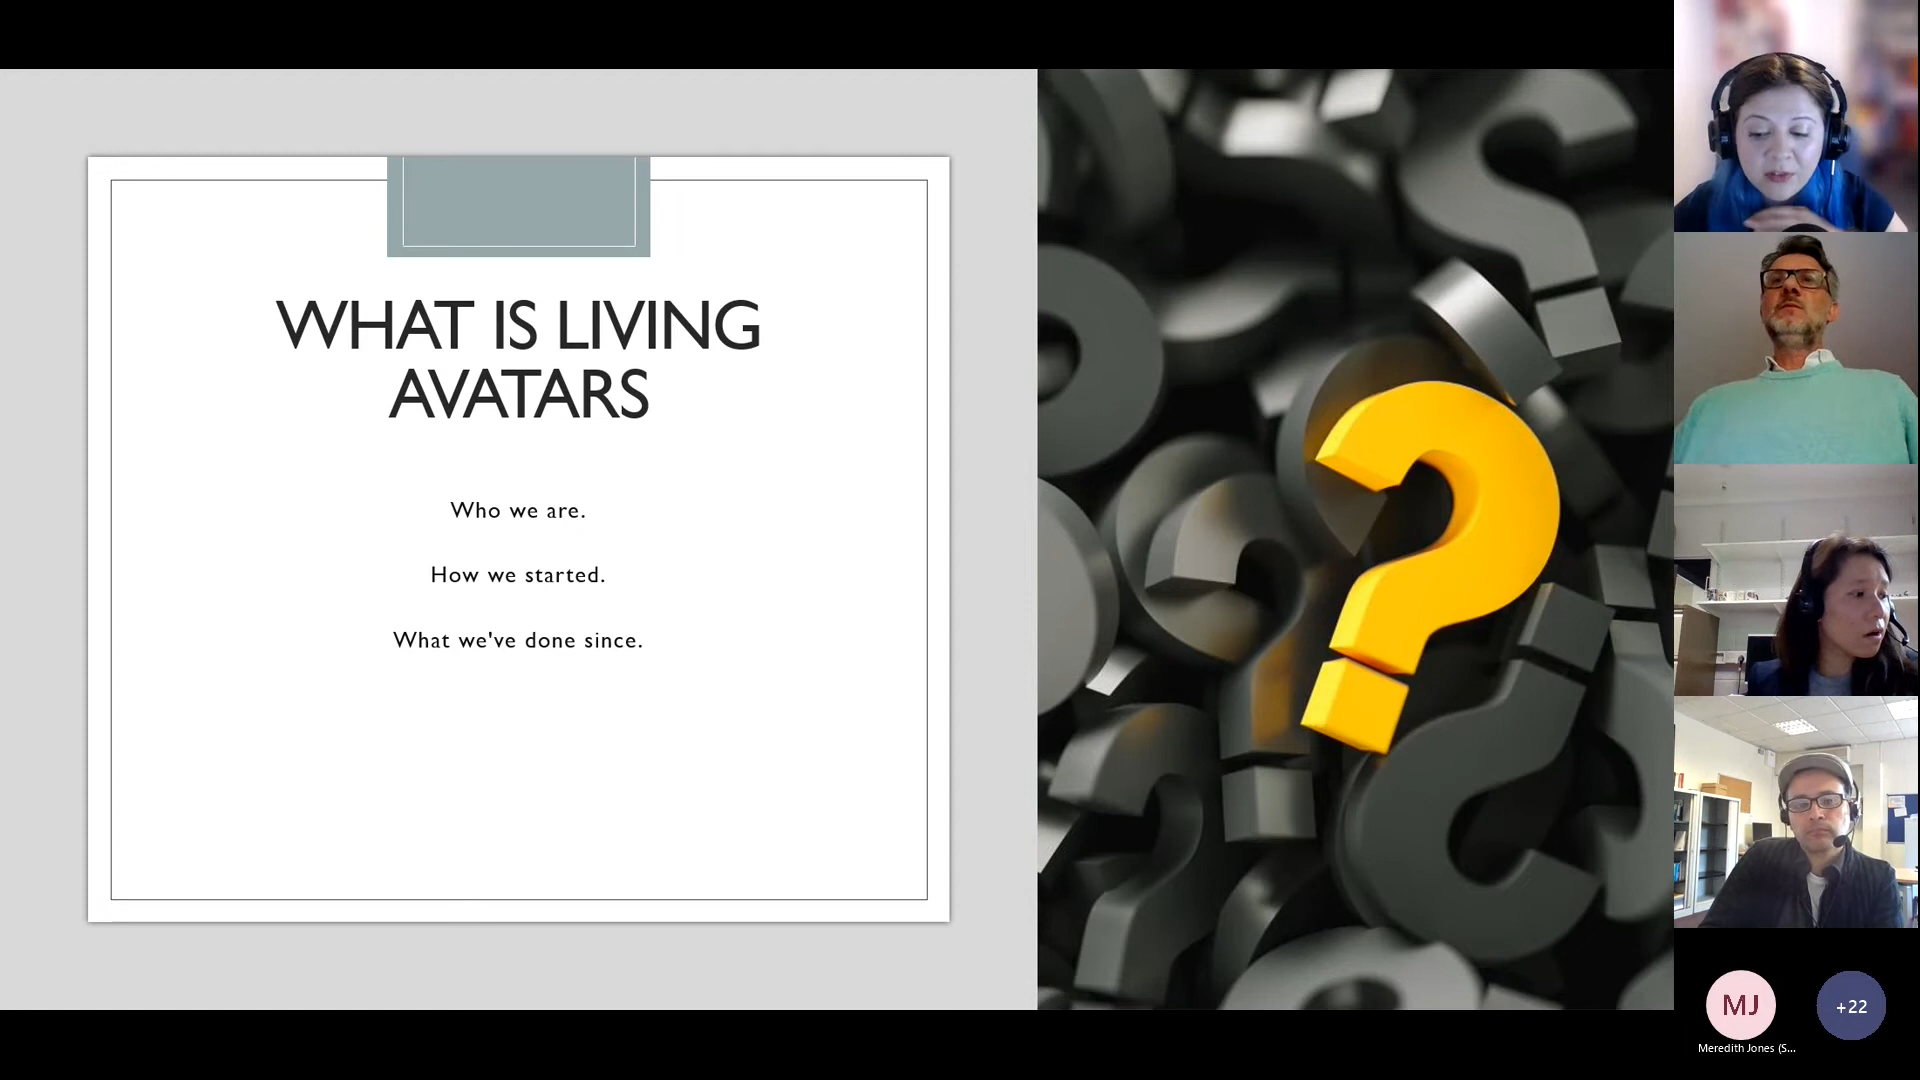 WHAT IS LIVING
AVATARS
Who we are.
How we started.
What we've done since.
MJ
+22
Meredith Jones (S...